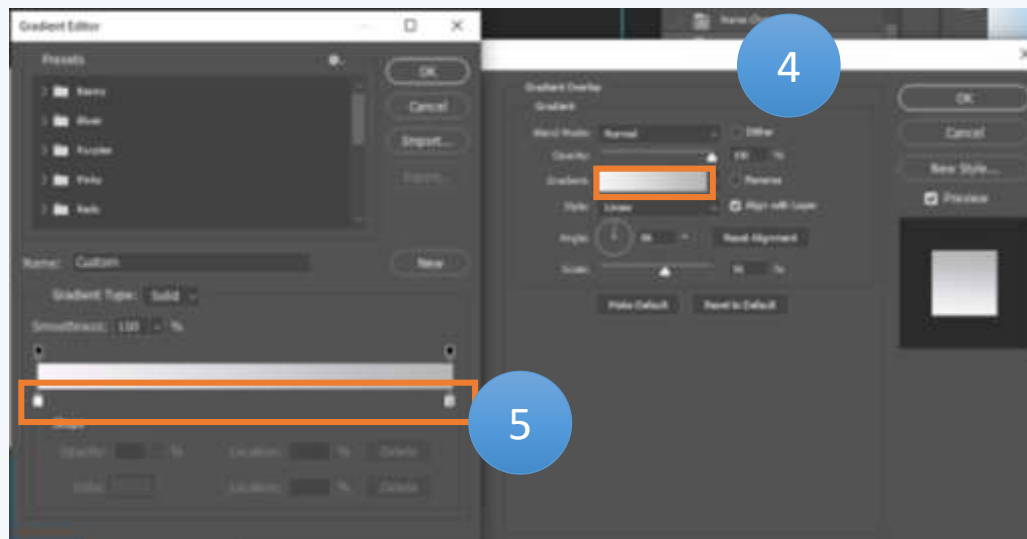 Gradient Editor
Presets
Blues
Purples
Pinks
Reds
OK
Cancel
Import...
Export...
Name: Custom
New
Gradient Type: Solid
Smoothness: 100 %
Opacity: %
Location: %
Delete
Color:
Location: %
Delete
5
4
Gradient Overlay
Gradient
Blend Mode: Normal
Dither
Opacity: 100 %
Gradient:
Reverse
Style: Linear
Align with Layer
Angle: °
Reset Alignment
Scale: %
Make Default
Reset to Default
OK
Cancel
New Style...
Preview